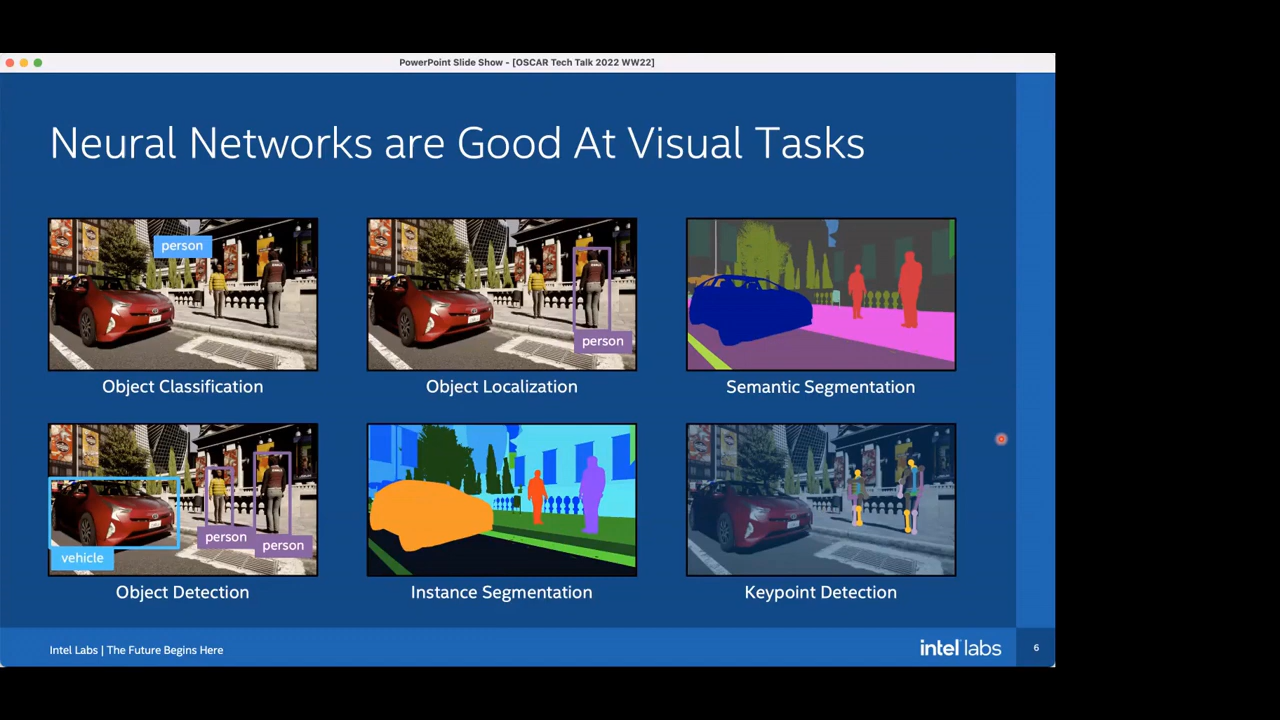 PowerPoint Slide Show - [OSCAR Tech Talk 2022 WW22]
Neural Networks are Good At Visual Tasks
person
Object Classification
person
Object Localization
Semantic Segmentation
vehicle
person
person
Object Detection
Instance Segmentation
Keypoint Detection
Intel Labs | The Future Begins Here
intel labs
6